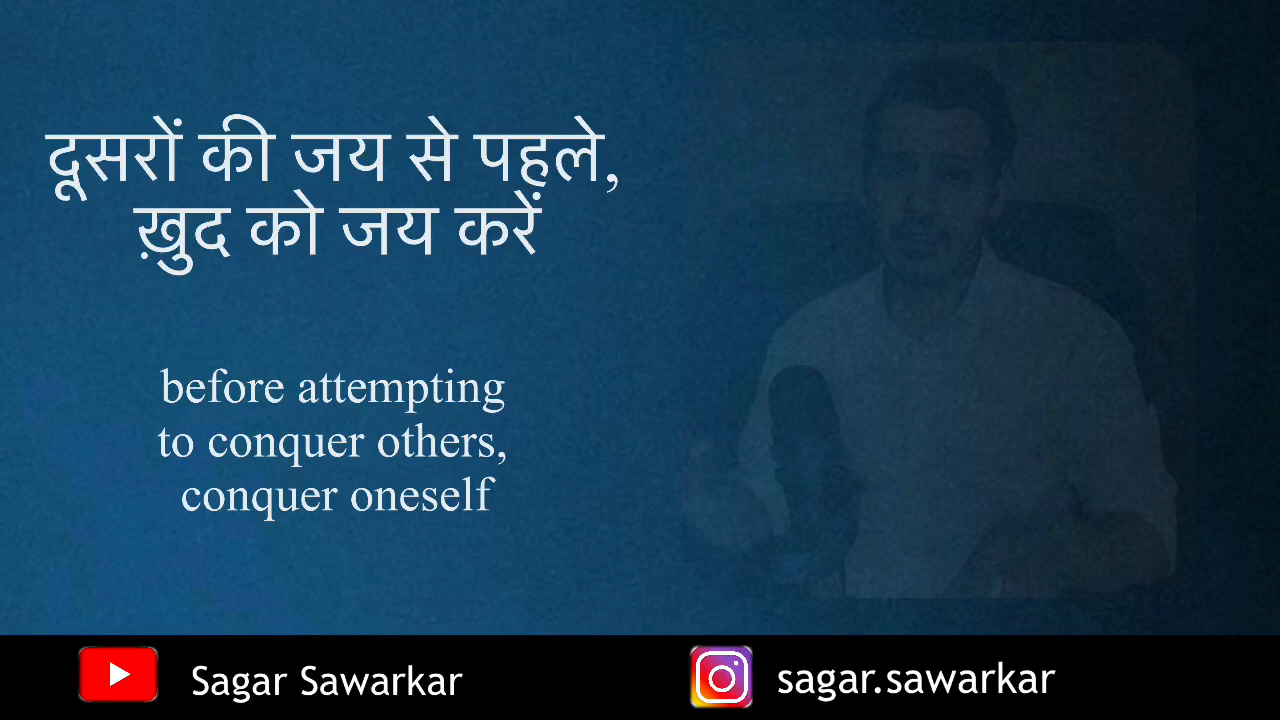 दूसरों की जय से पहले,
ख़ुद को जय करें
before attempting
to conquer others,
conquer oneself
Sagar Sawarkar
sagar.sawarkar